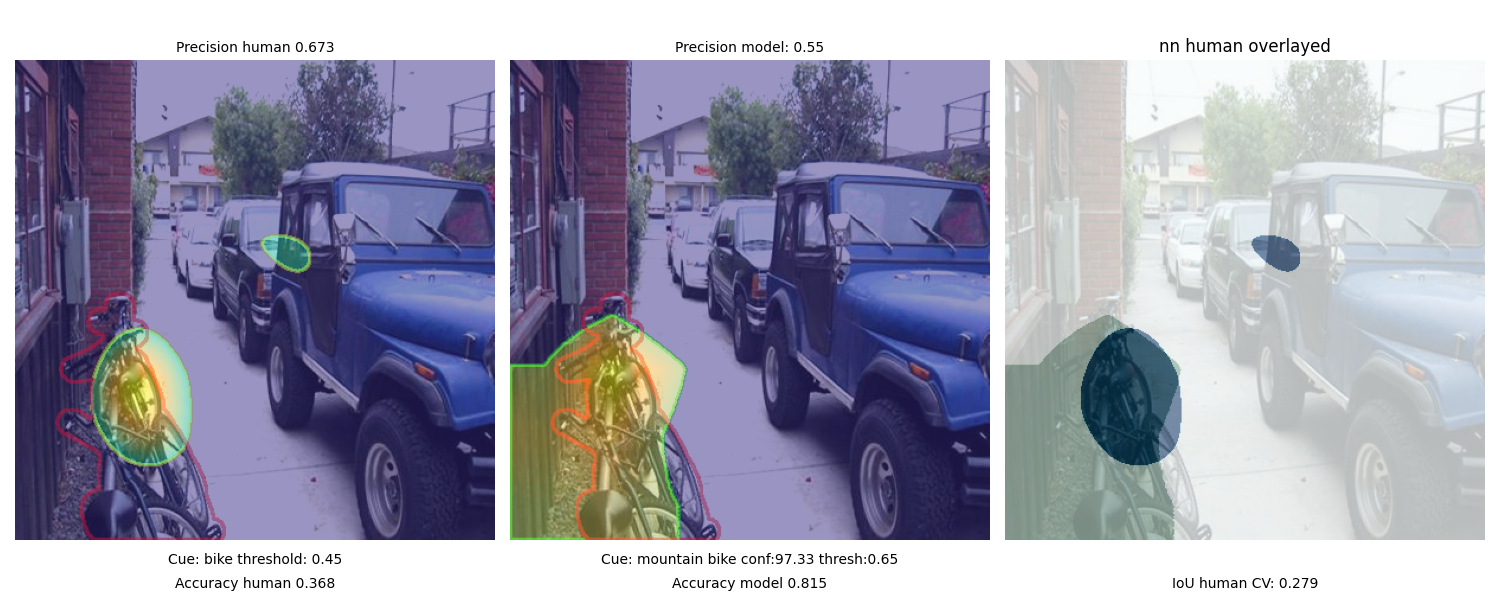 Precision human 0.673
Precision model: 0.55
nn human overlayed
Cue: bike threshold: 0.45
Cue: mountain bike conf:97.33 thresh:0.65
Accuracy human 0.368
Accuracy model 0.815
IoU human CV: 0.279